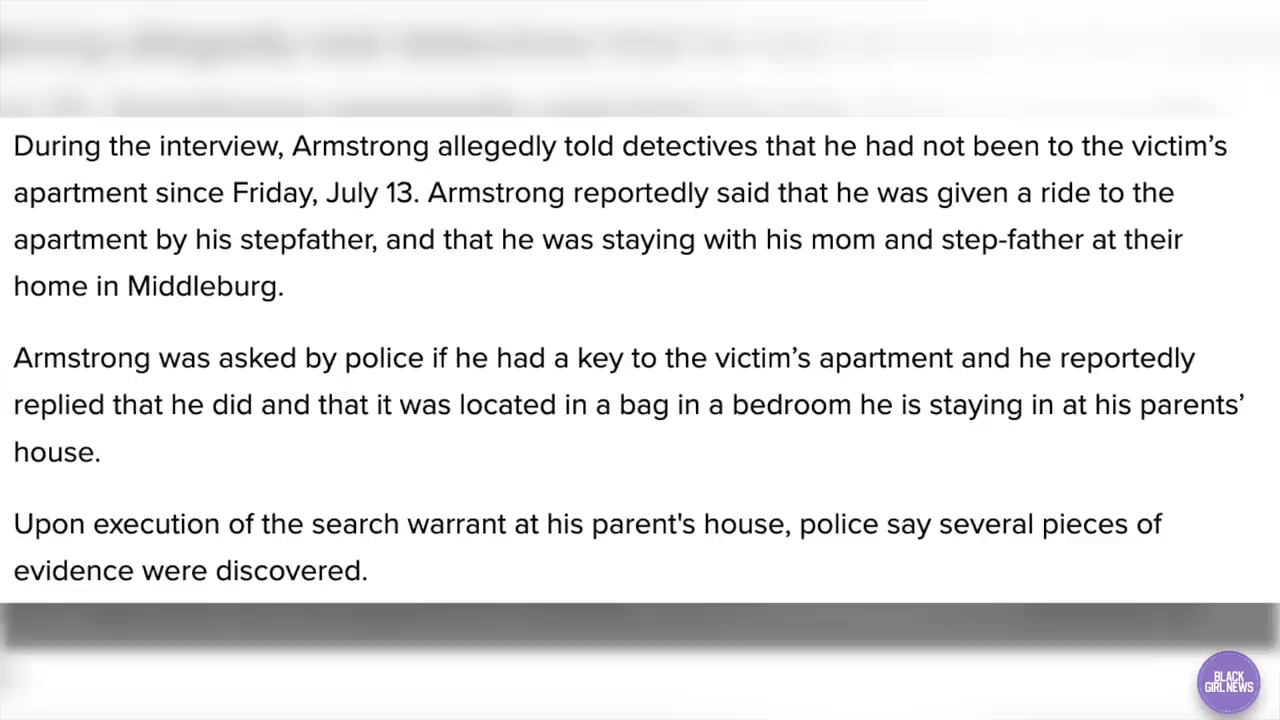 During the interview, Armstrong allegedly told detectives that he had not been to the victim’s
apartment since Friday, July 13. Armstrong reportedly said that he was given a ride to the
apartment by his stepfather, and that he was staying with his mom and step-father at their
home in Middleburg.
Armstrong was asked by police if he had a key to the victim’s apartment and he reportedly
replied that he did and that it was located in a bag in a bedroom he is staying in at his parents’
house.
Upon execution of the search warrant at his parent's house, police say several pieces of
evidence were discovered.
BLACK
GIRL NEWS